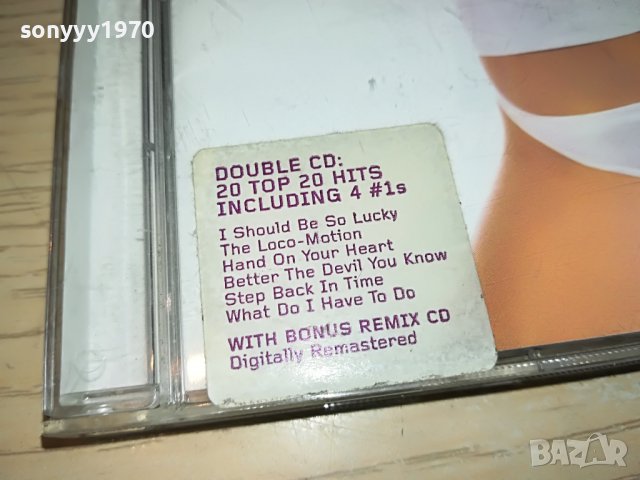 sonyyy1970
DOUBLE CD:
20 TOP 20 HITS
INCLUDING 4 #1s
I Should Be So Lucky
The Loco-Motion
Hand On Your Heart
Better The Devil You Know
Step Back In Time
What Do I Have To Do
WITH BONUS REMIX CD
Digitally Remastered
BAZAR